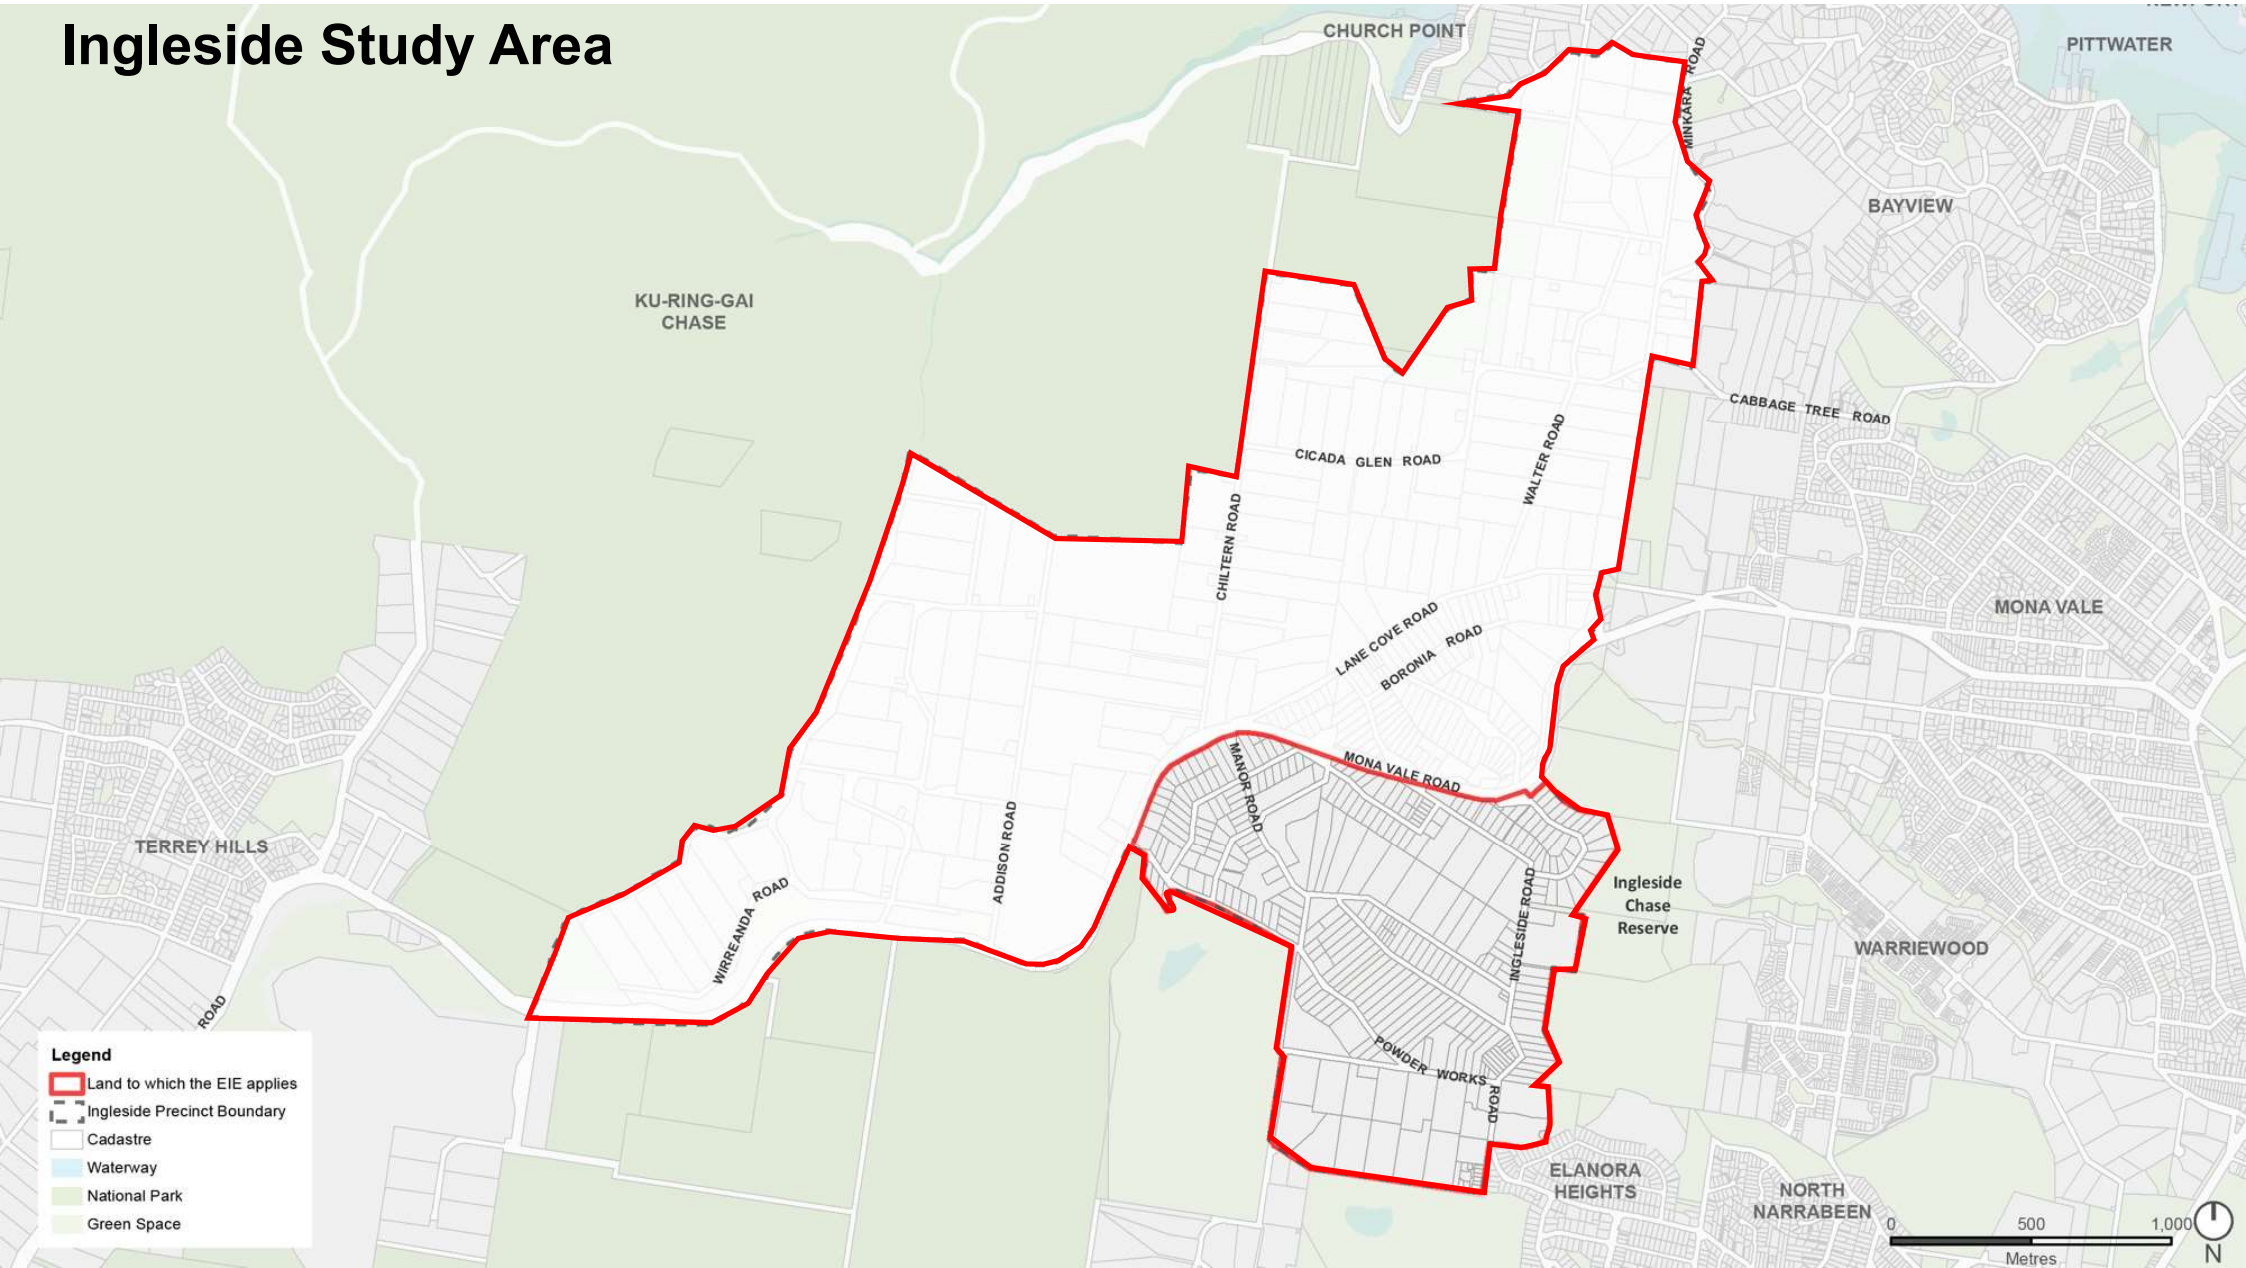 Ingleside Study Area
CHURCH POINT
PITTWATER
MINKARA ROAD
BAYVIEW
KU-RING-GAI
CHASE
CABBAGE TREE ROAD
CICADA GLEN ROAD
WALTER ROAD
CHILTERN ROAD
MONA VALE
LANE COVE ROAD
BORONIA ROAD
MANOR ROAD
MONA VALE ROAD
TERREY HILLS
ADDISON ROAD
WIRREANDA ROAD
INGLESIDE ROAD
Ingleside
Chase
Reserve
WARRIEWOOD
ROAD
POWDER WORKS ROAD
ELANORA
HEIGHTS
NORTH
NARRABEEN
Legend
Land to which the EIE applies
Ingleside Precinct Boundary
Cadastre
Waterway
National Park
Green Space
0 500 1,000
Metres
N